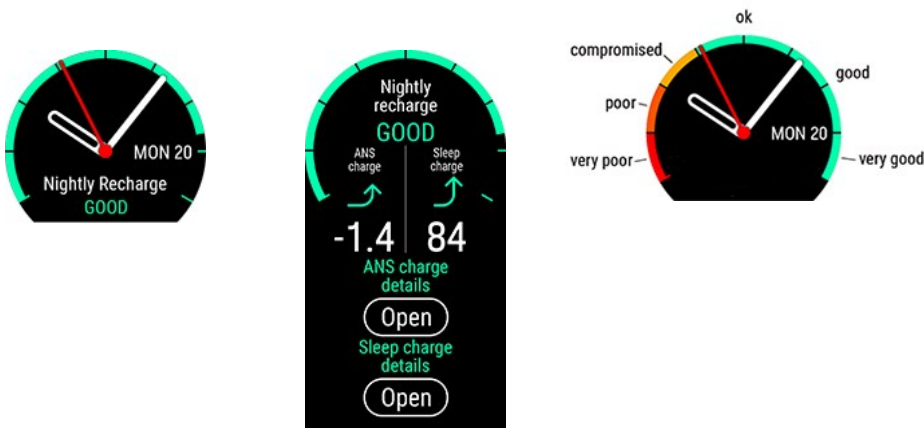 MON 20
Nightly Recharge
GOOD
Nightly
recharge
GOOD
ANS
charge
Sleep
charge
-1.4
84
ANS charge
details
Open
Sleep charge
details
Open
ok
compromised
good
poor
MON 20
very poor
very good